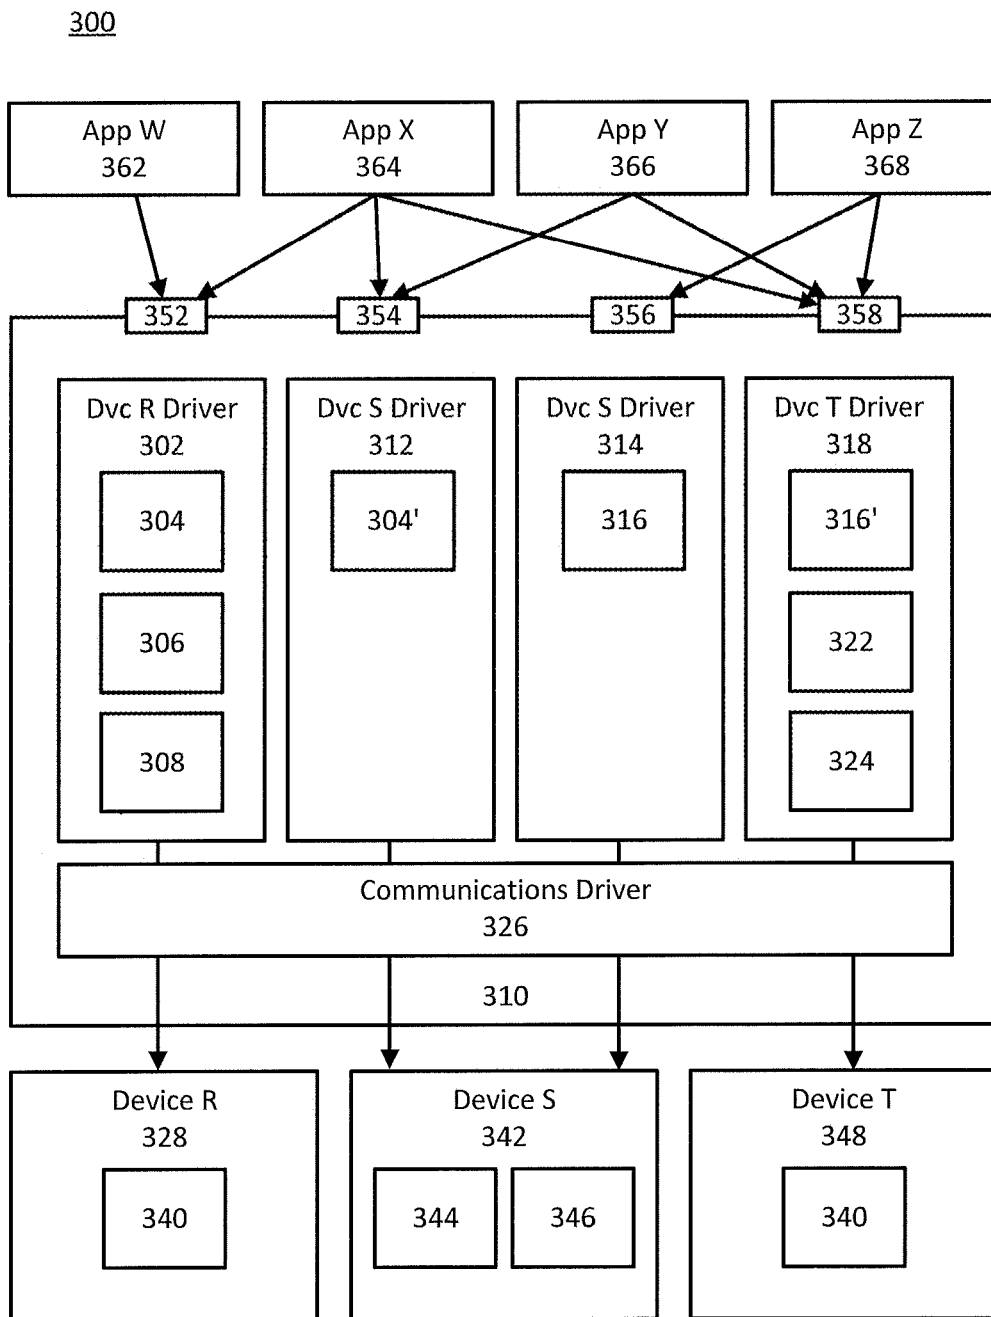 300
App W
362
App X
364
App Y
366
App Z
368
352
354
356
358
Dvc R Driver
302
304
306
308
Dvc S Driver
312
304'
Dvc S Driver
314
316
Dvc T Driver
318
316'
322
324
Communications Driver
326
310
Device R
328
340
Device S
342
344
346
Device T
348
340